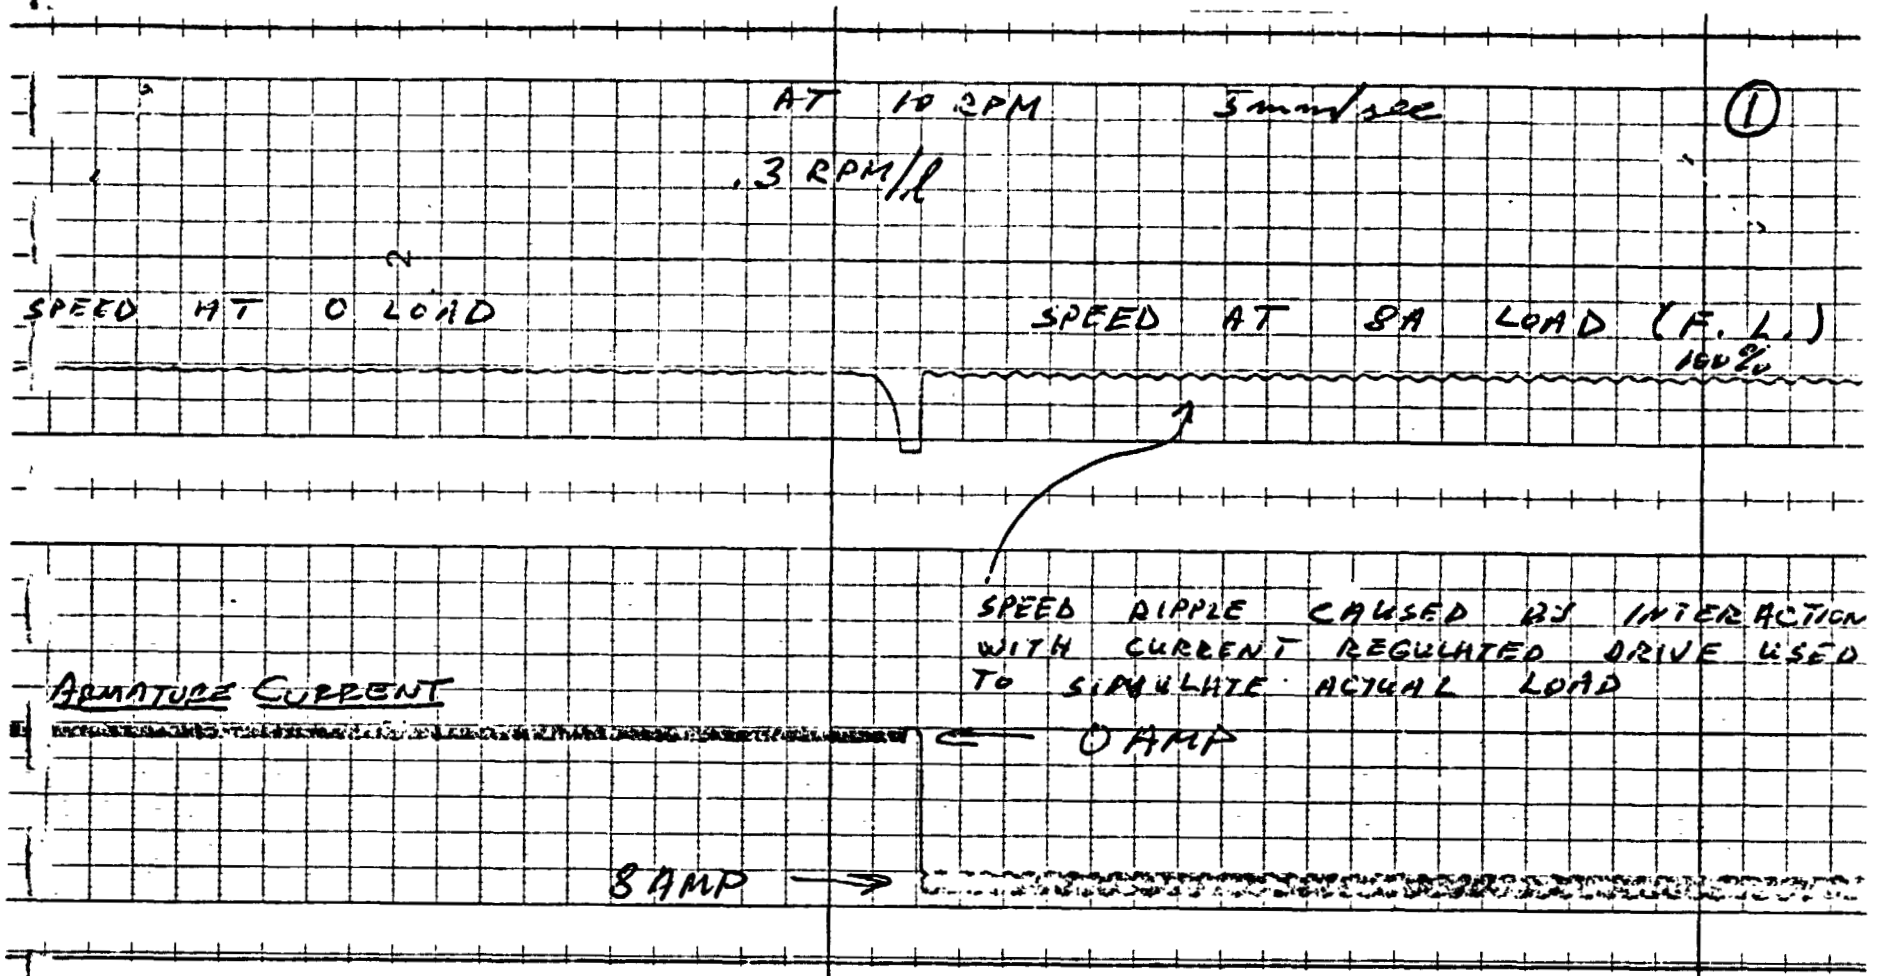 AT 10 RPM 5mm/sec ①
.3 RPM/l
2
SPEED AT 0 LOAD
SPEED AT 8A LOAD (F.L.)
100%
SPEED RIPPLE CAUSED BY INTERACTION
WITH CURRENT REGULATED DRIVE USED
TO SIMULATE ACTUAL LOAD
ARMATURE CURRENT
0 AMP
8 AMP